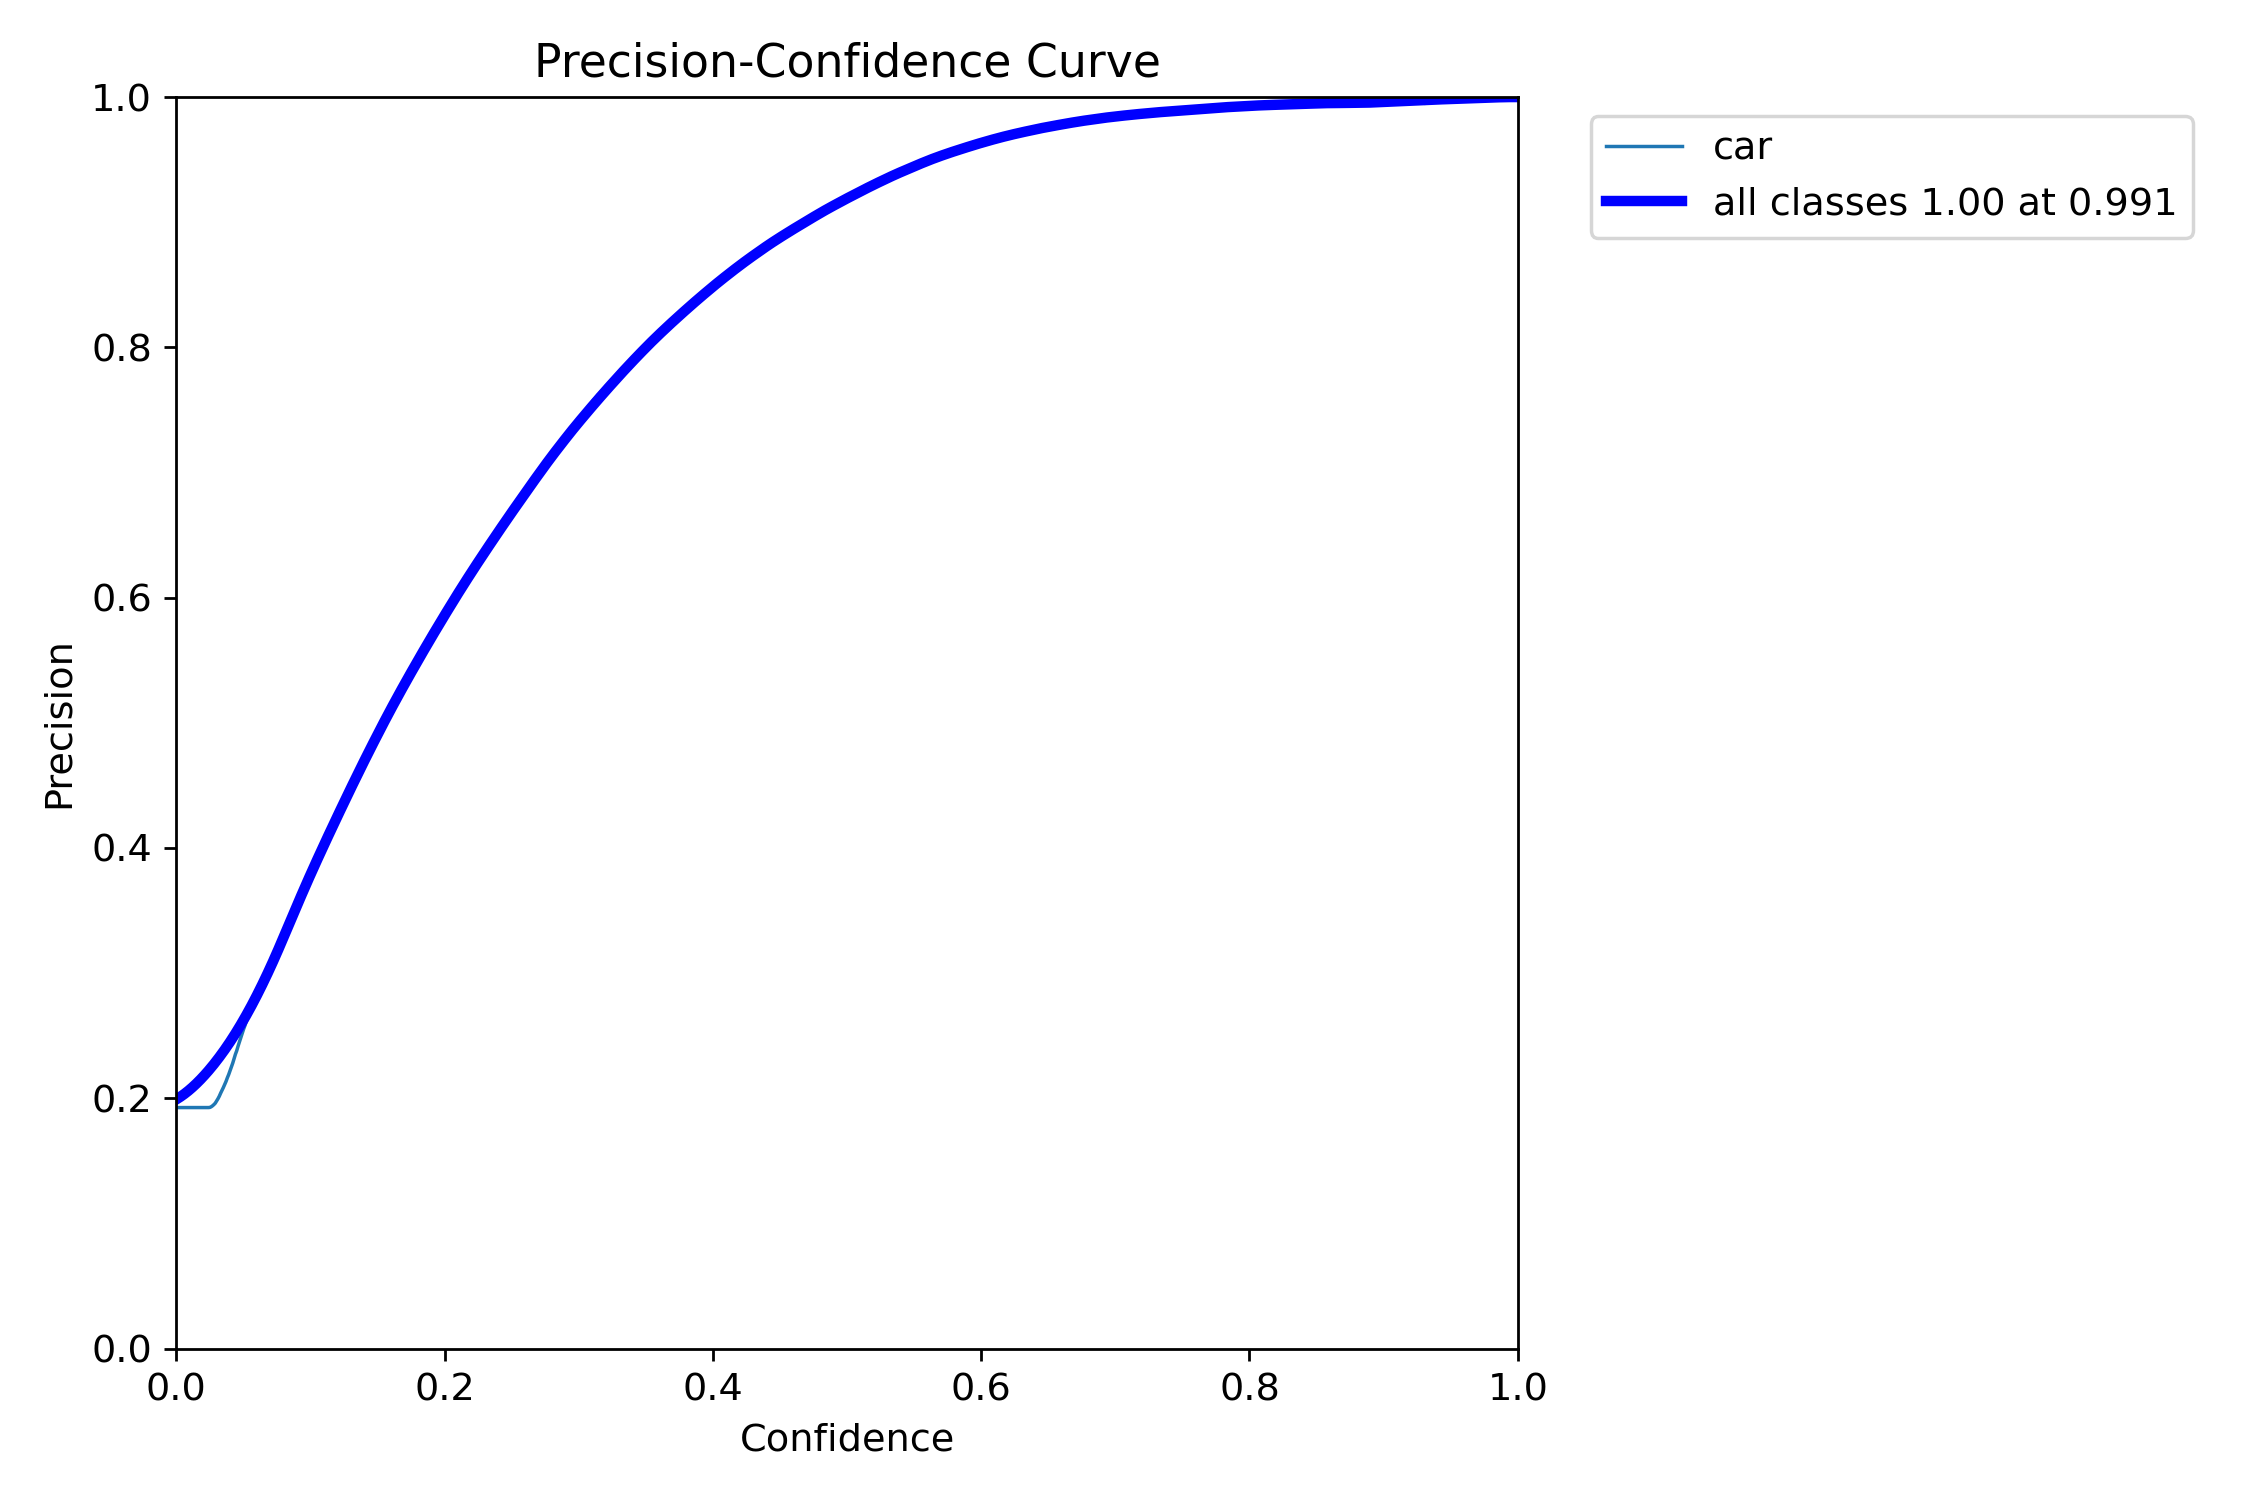 Precision-Confidence Curve
1.0
0.8
0.6
0.4
0.2
0.0
Precision
0.0 0.2 0.4 0.6 0.8 1.0
Confidence
car
all classes 1.00 at 0.991